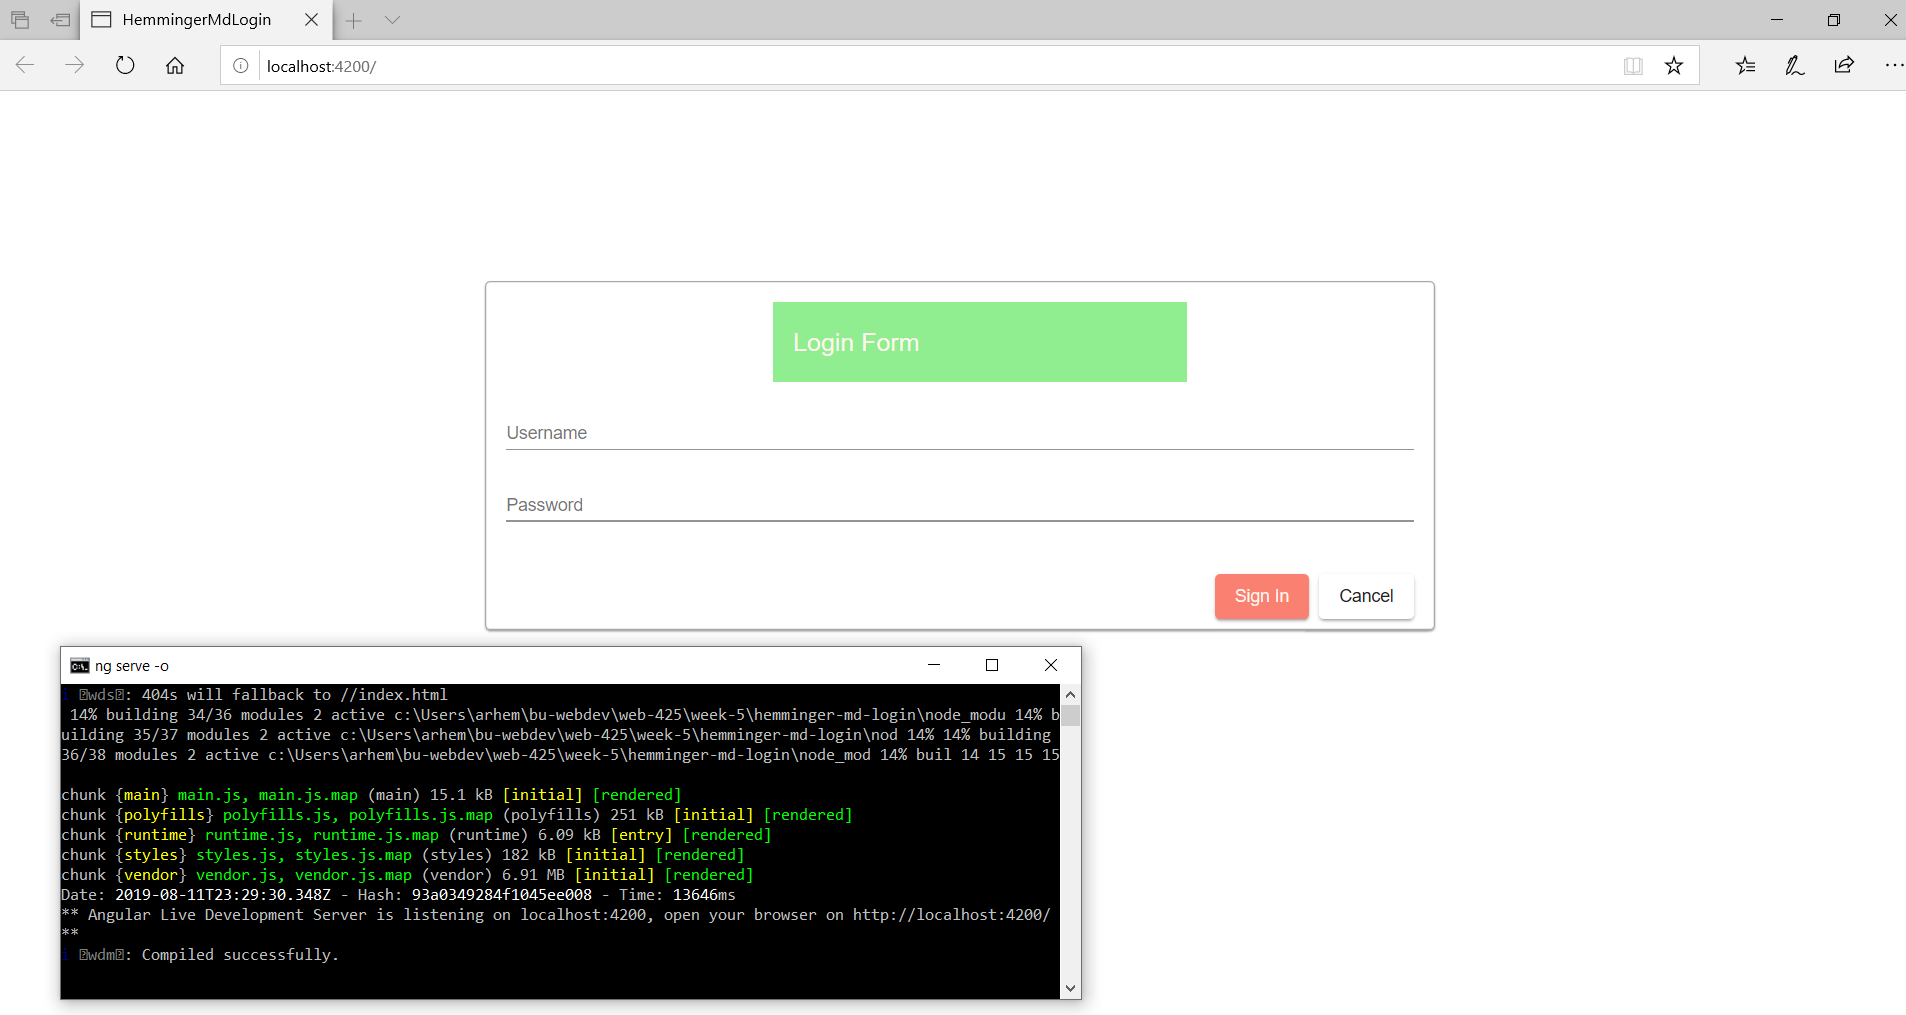 HemmingerMdLogin
localhost:4200/
Login Form
Username
Password
Sign In Cancel
ng serve -o
i wds: 404s will fallback to //index.html
14% building 34/36 modules 2 active c:\Users\arhem\bu-webdev\web-425\week-5\hemminger-md-login\node_modu 14% b
uilding 35/37 modules 2 active c:\Users\arhem\bu-webdev\web-425\week-5\hemminger-md-login\nod 14% 14% building
36/38 modules 2 active c:\Users\arhem\bu-webdev\web-425\week-5\hemminger-md-login\node_mod 14% buil 14 15 15 15
chunk {main} main.js, main.js.map (main) 15.1 kB [initial] [rendered]
chunk {polyfills} polyfills.js, polyfills.js.map (polyfills) 251 kB [initial] [rendered]
chunk {runtime} runtime.js, runtime.js.map (runtime) 6.09 kB [entry] [rendered]
chunk {styles} styles.js, styles.js.map (styles) 182 kB [initial] [rendered]
chunk {vendor} vendor.js, vendor.js.map (vendor) 6.91 MB [initial] [rendered]
Date: 2019-08-11T23:29:30.348Z - Hash: 93a0349284f1045ee008 - Time: 13646ms
** Angular Live Development Server is listening on localhost:4200, open your browser on http://localhost:4200/
**
i wdm: Compiled successfully.